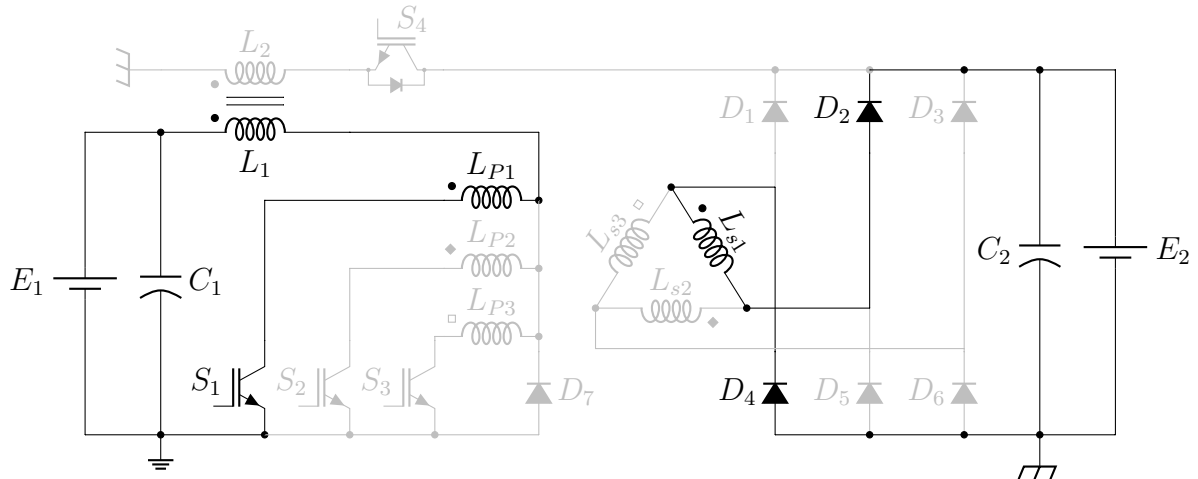 S4
L2
D1 D2 D3
L1
LP1
LP2
LP3
Ls3 Ls1
Ls2
E1 C1 C2 E2
S1 S2 S3 D7 D4 D5 D6